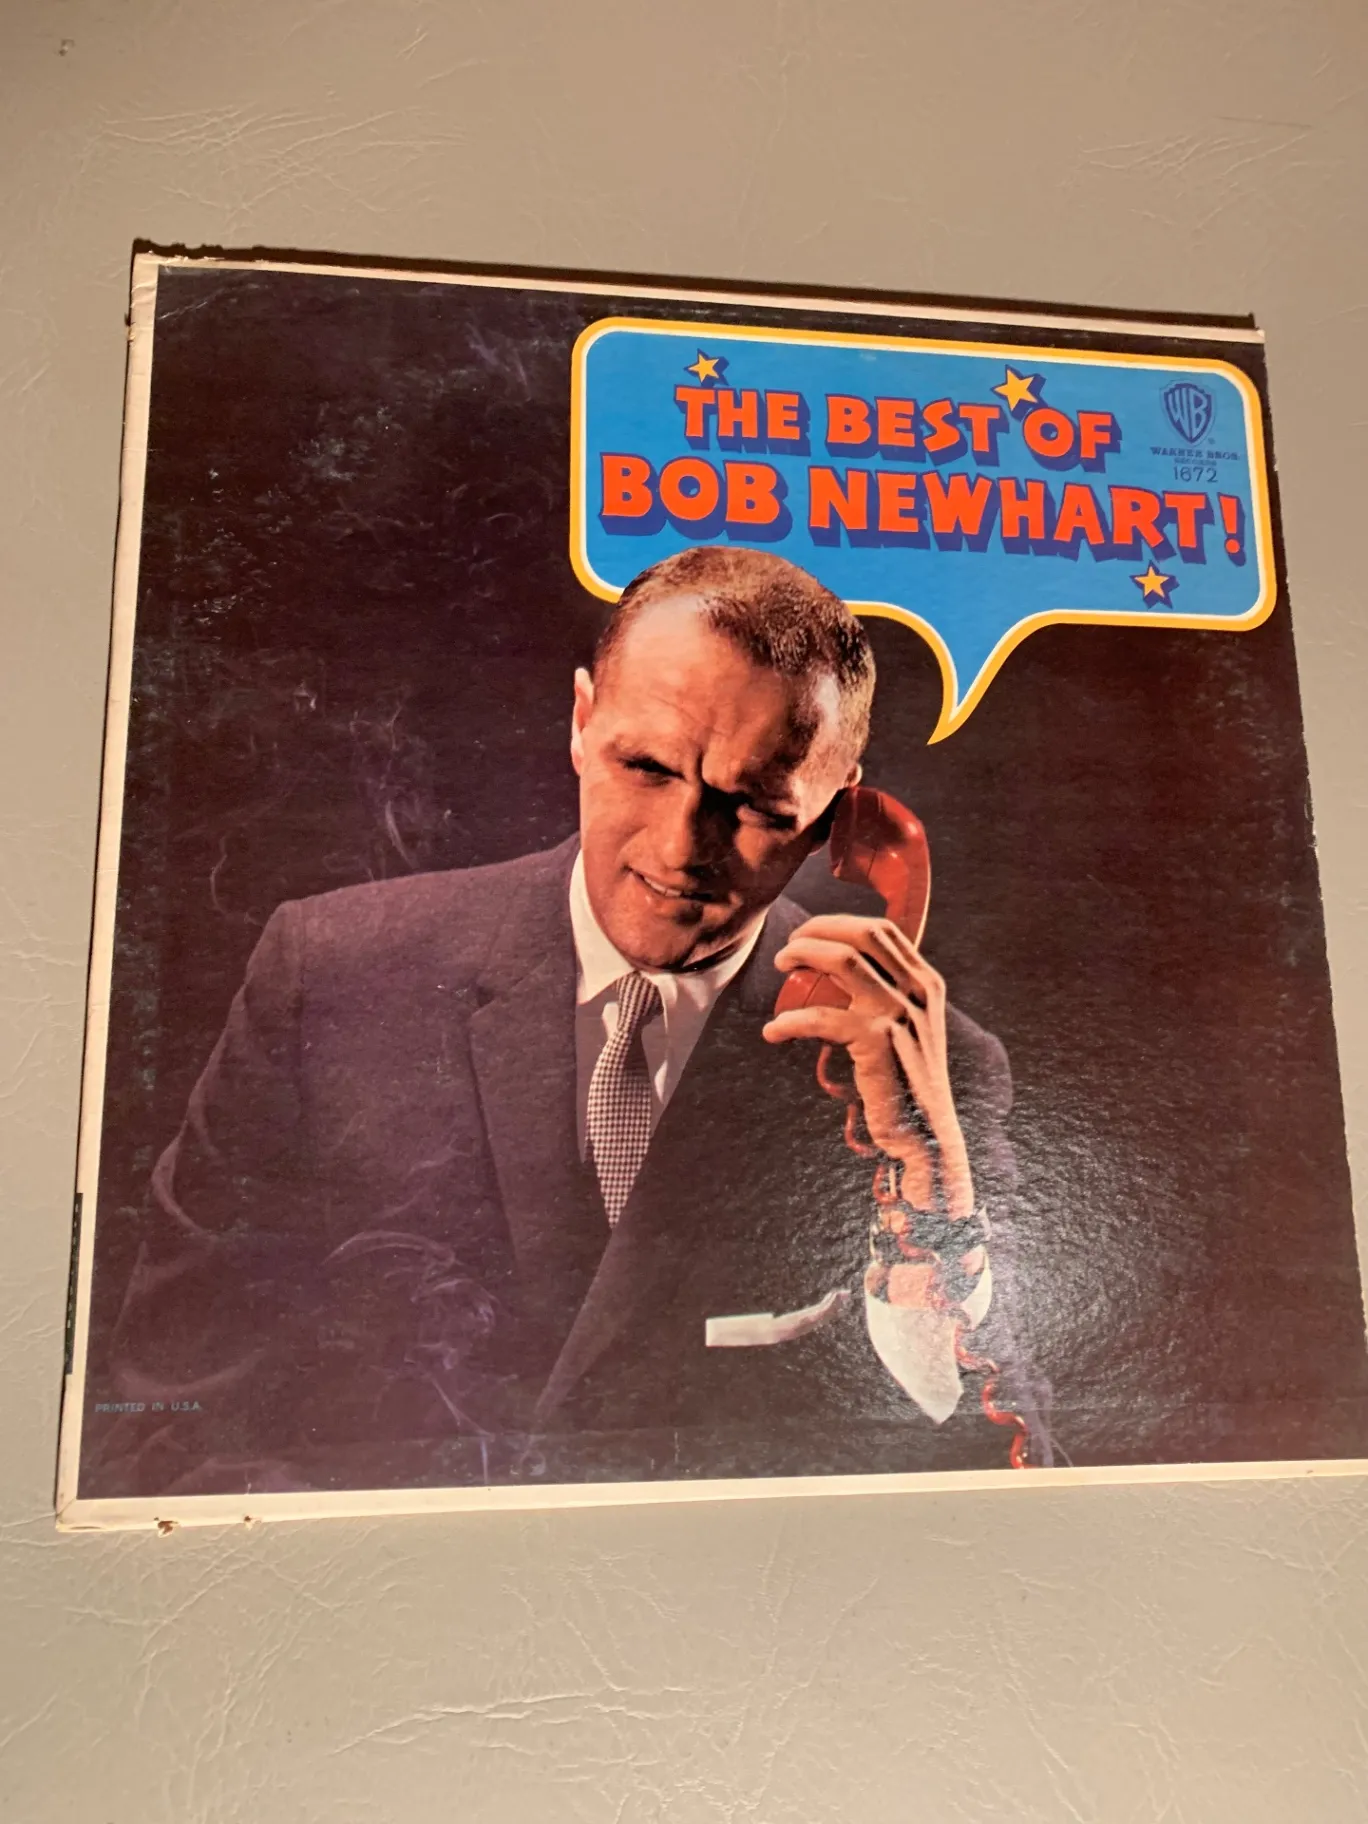 THE BEST OF
BOB NEWHART!
WB
WARNER BROS.
RECORDS
1672
PRINTED IN U.S.A.